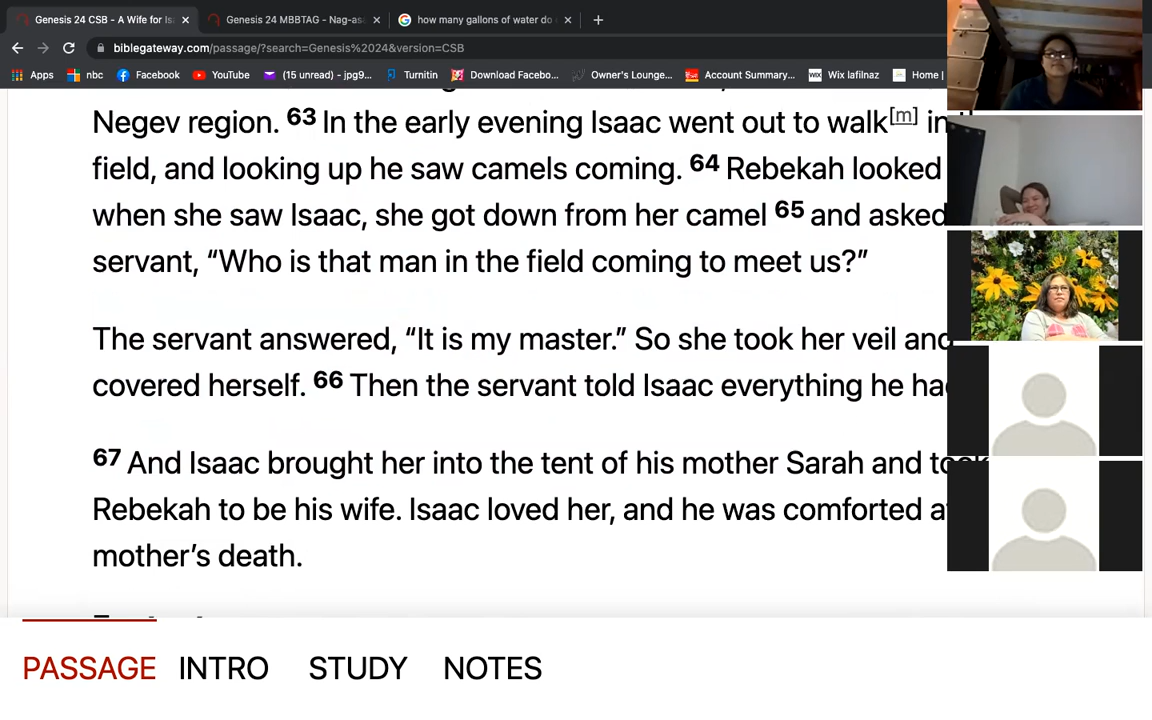 Genesis 24 CSB - A Wife for Is
Genesis 24 MBBTAG - Nag-asa
how many gallons of water do
biblegateway.com/passage/?search=Genesis%2024&version=CSB
Apps nbc Facebook YouTube (15 unread) - jpg9... Turnitin Download Facebo... Owner's Lounge... Account Summary... WIX Wix lafilnaz Home |
Negev region. 63 In the early evening Isaac went out to walk[m] in
field, and looking up he saw camels coming. 64 Rebekah looked
when she saw Isaac, she got down from her camel 65 and asked
servant, “Who is that man in the field coming to meet us?”
The servant answered, “It is my master.” So she took her veil and
covered herself. 66 Then the servant told Isaac everything he ha
67 And Isaac brought her into the tent of his mother Sarah and took
Rebekah to be his wife. Isaac loved her, and he was comforted a
mother’s death.
PASSAGE INTRO STUDY NOTES